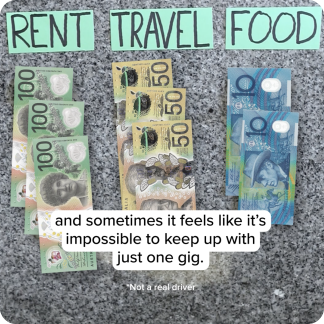 RENT TRAVEL FOOD
100 50 10
100 50 10
100 50
and sometimes it feels like it's
impossible to keep up with
just one gig.
*Not a real driver